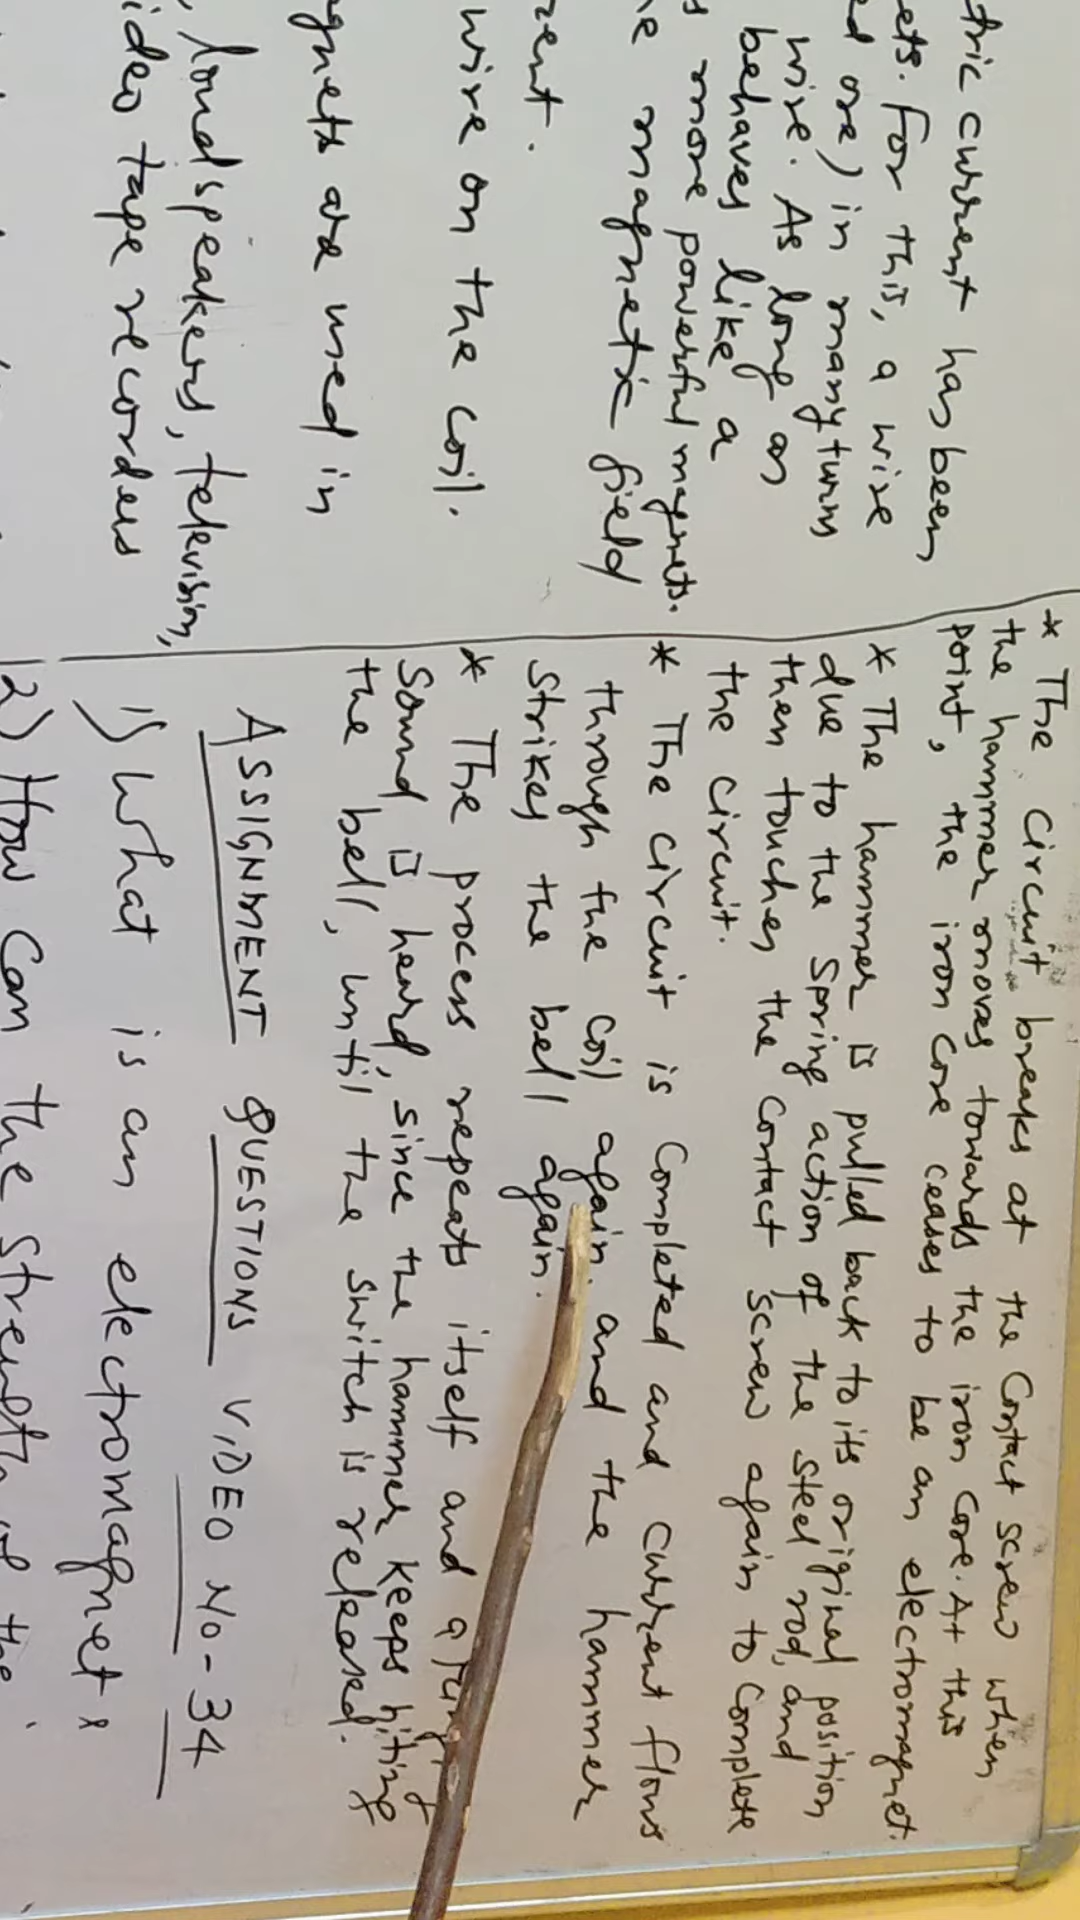 tric current has been
ets. For this, a wire
ed ore) in many turns
wire. As long as
behaves like a
s more powerful magnets.
e magnetic field
rent.
wire on the coil.
gnets are used in
, loudspeakers, television,
ideo tape recorders
* The circuit breaks at the contact screw when
the hammer moves towards the iron core. At this
point, the iron core ceases to be an electromagnet.
* The hammer is pulled back to its original position
due to the spring action of the steel rod, and
then touches the contact screw again to complete
the circuit.
* The circuit is completed and current flows
through the coil again. and the hammer
strikes the bell again.
* The process repeats itself and a
sound is heard, since the hammer keeps hiting
the bell, until the switch is released.
ASSIGNMENT QUESTIONS VIDEO NO-34
1) What is an electromagnet?
2) How can the strength of the